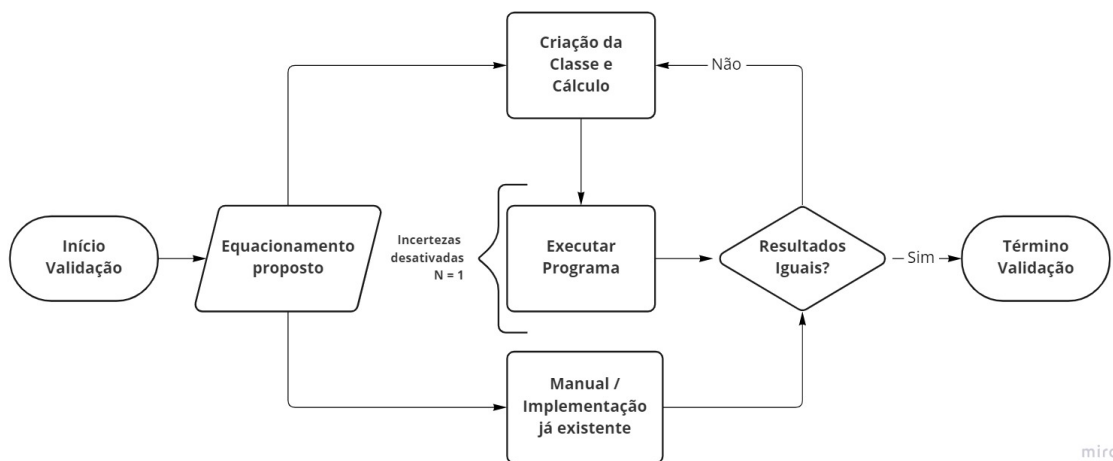 Criação da
Classe e
Cálculo
Não
Início
Validação
Equacionamento
proposto
Incertezas
desativadas
N = 1
Executar
Programa
Resultados
Iguais?
Sim
Término
Validação
Manual /
Implementação
já existente
miro